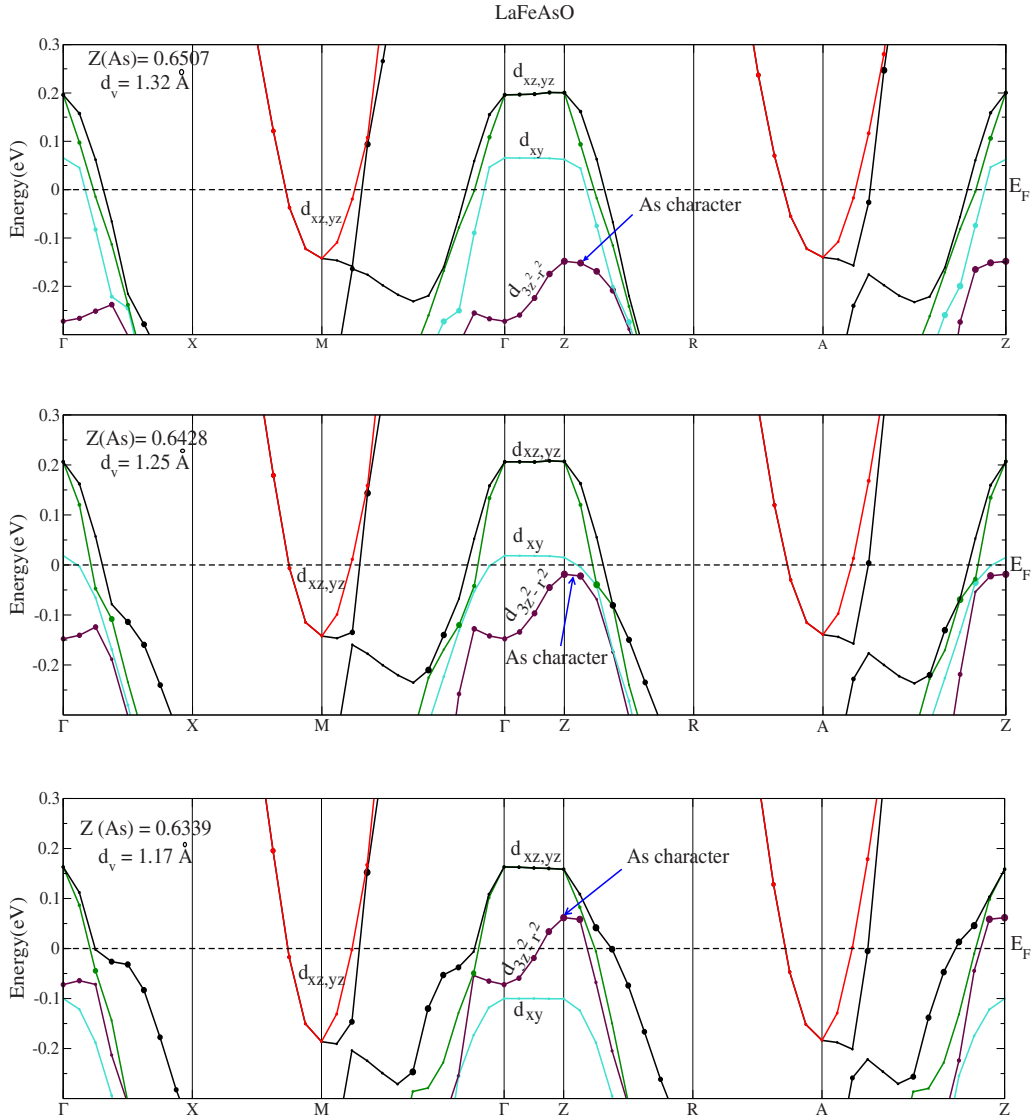 LaFeAsO
Z(As)= 0.6507
d_v = 1.32 Å
Energy(eV)
0.3
0.2
0.1
0
-0.1
-0.2
d_xz,yz
d_xz,yz
d_xy
As character
d_3z²-r²
E_F
Γ X M Γ Z R A Z
Z(As)= 0.6428
d_v = 1.25 Å
Energy(eV)
0.3
0.2
0.1
0
-0.1
-0.2
d_xz,yz
d_xz,yz
d_xy
d_3z²-r²
As character
E_F
Γ X M Γ Z R A Z
Z (As) = 0.6339
d_v = 1.17 Å
Energy(eV)
0.3
0.2
0.1
0
-0.1
-0.2
d_xz,yz
As character
d_3z²-r²
d_xz,yz
d_xy
E_F
Γ X M Γ Z R A Z